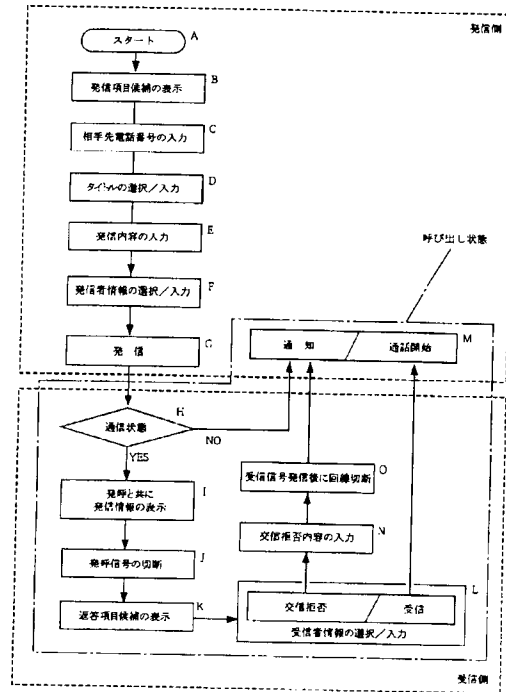 発信側
スタート A
発信項目候補の表示 B
相手先電話番号の入力 C
タイトルの選択/入力 D
発信内容の入力 E
呼び出し状態
発信者情報の選択/入力 F
発信 G
通知 通話開始 M
通信状態 H
NO
YES
受信信号発信後に回線切断 O
発呼と共に I
発信情報の表示
交信拒否内容の入力 N
発呼信号の切断 J
返答項目候補の表示 K
交信拒否 受信 L
受信者情報の選択/入力
受信側